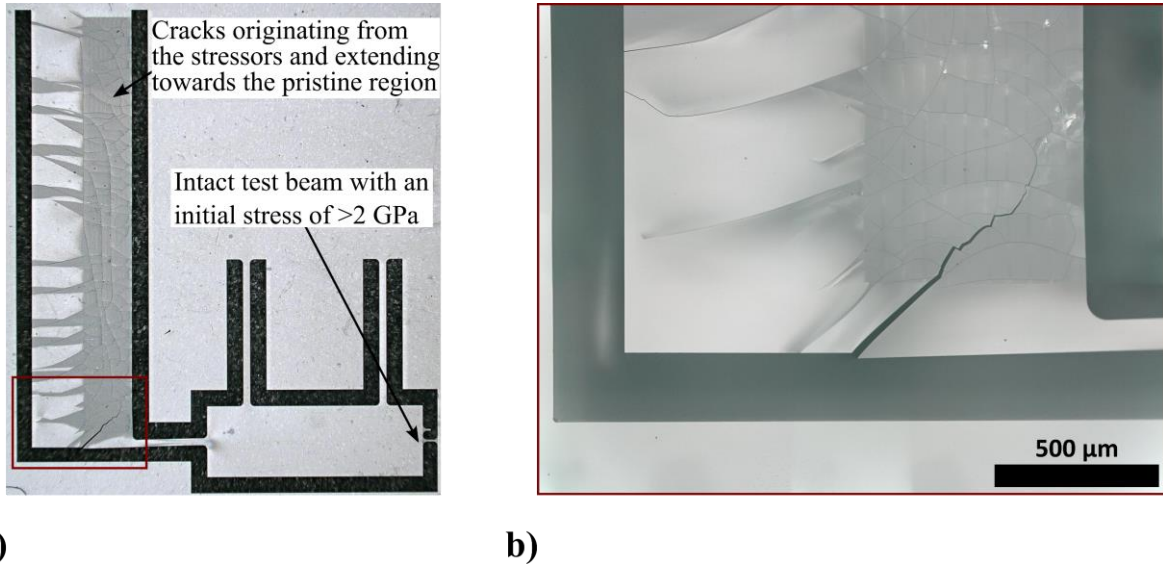 Cracks originating from
the stressors and extending
towards the pristine region
Intact test beam with an
initial stress of >2 GPa
500 μm
)
b)